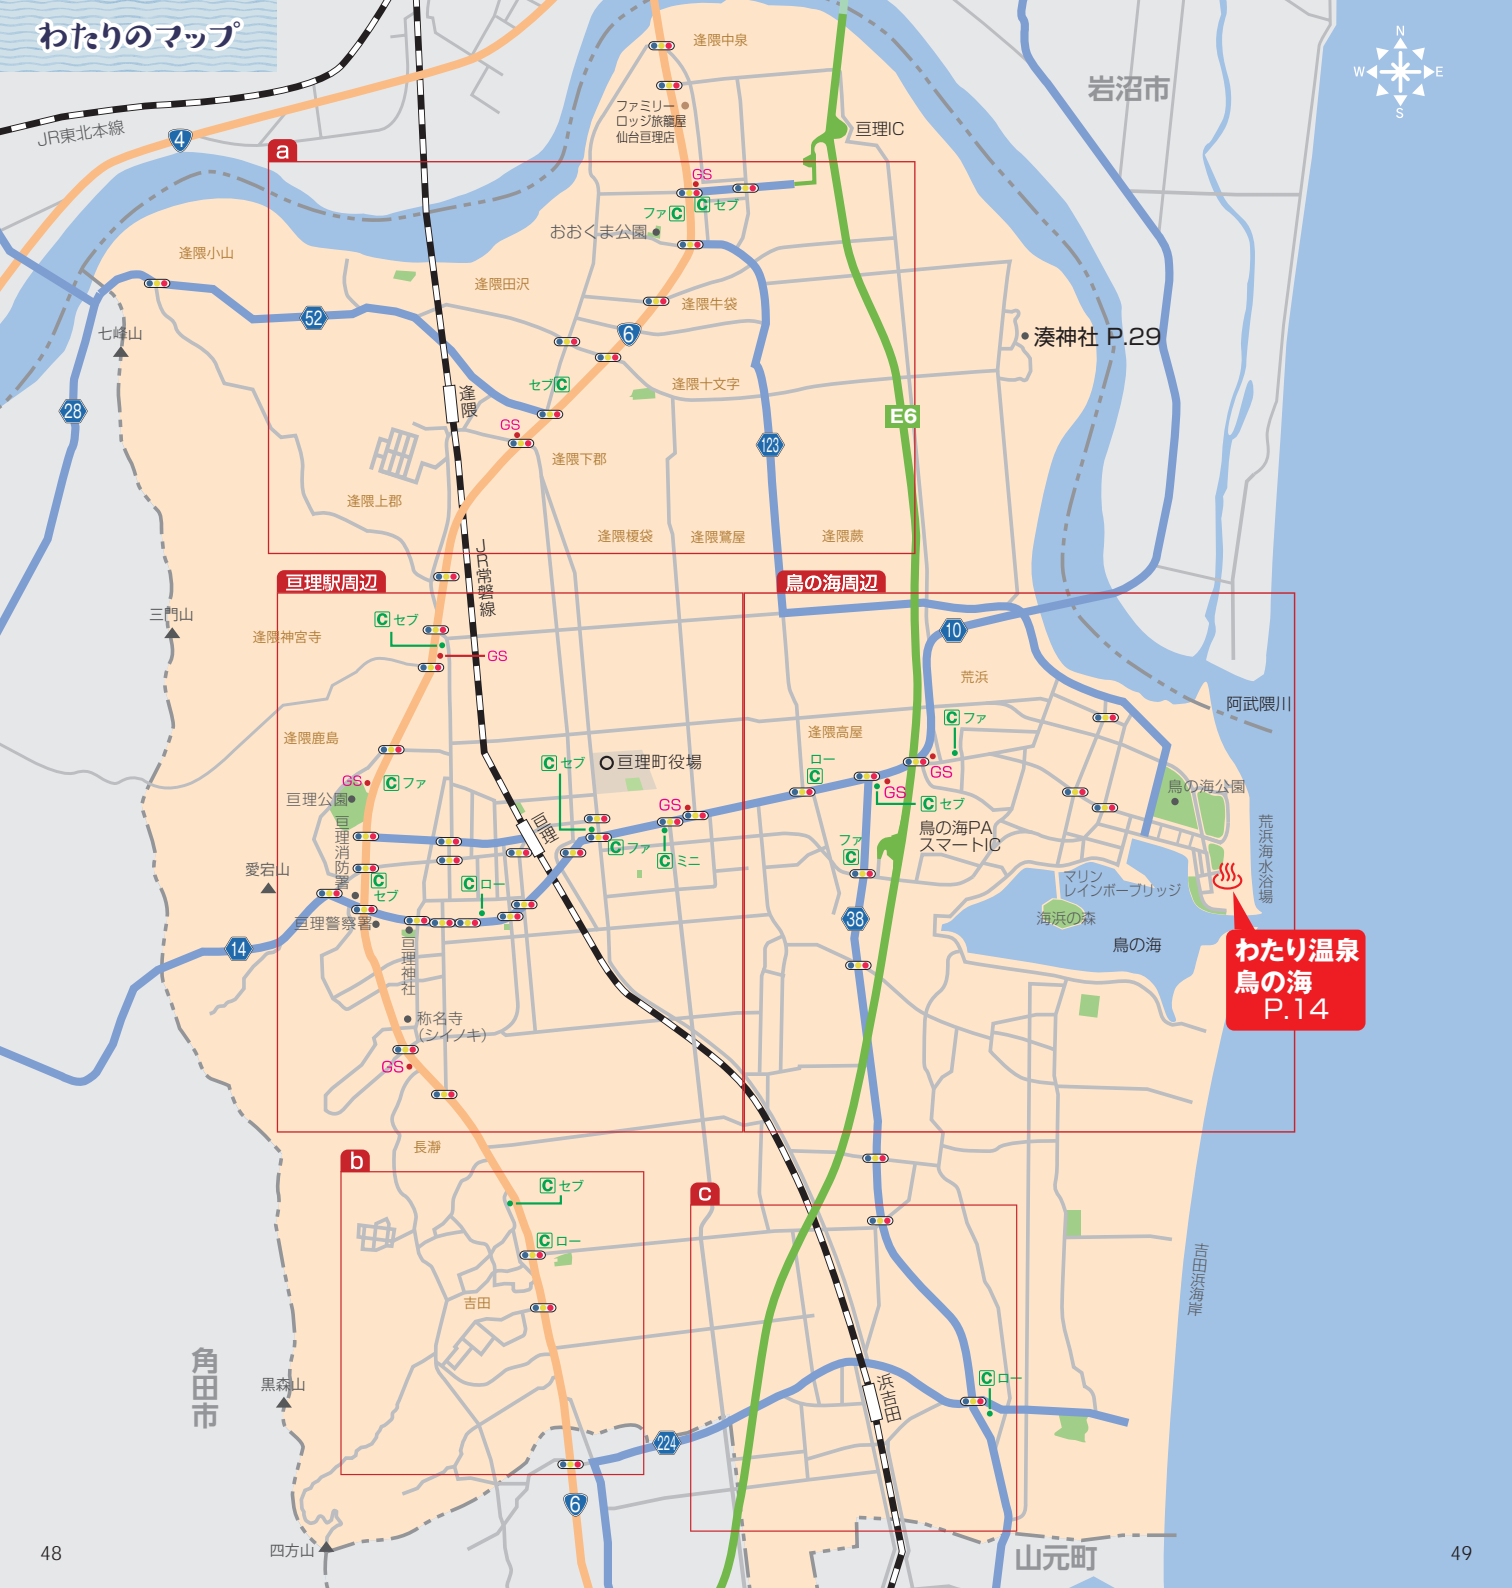 わたりのマップ
N
W
E
S
岩沼市
逢隈中泉
ファミリー
ロッジ旅籠屋
仙台亘理店
亘理IC
JR東北本線
4
a
GS
C セブ
ファ C
おおくま公園
逢隈小山
逢隈田沢
逢隈牛袋
52
6
七峰山
湊神社 P.29
28
セブ C
逢隈
逢隈十文字
E6
GS
123
逢隈下郡
逢隈上郡
逢隈榎袋
逢隈鷺屋
逢隈蕨
JR常磐線
亘理駅周辺
鳥の海周辺
三門山
C セブ
逢隈神宮寺
GS
10
荒浜
阿武隈川
逢隈鹿島
C ファ
逢隈高屋
ロー
C
C セブ
亘理町役場
GS
GS
C ファ
亘理公園
GS
GS
C セブ
鳥の海公園
亘理消防署
亘理
C ファ
C ミニ
鳥の海PA
スマートIC
ファ
C
荒浜海水浴場
愛宕山
C
セブ
C ロー
マリン
レインボーブリッジ
38
海浜の森
亘理警察署
14
亘理神社
鳥の海
わたり温泉
鳥の海
P.14
称名寺
（シイノキ）
GS
長瀞
b
C セブ
c
C ロー
吉田浜海岸
吉田
角田市
黒森山
浜吉田
C ロー
224
6
四方山
山元町
48
49